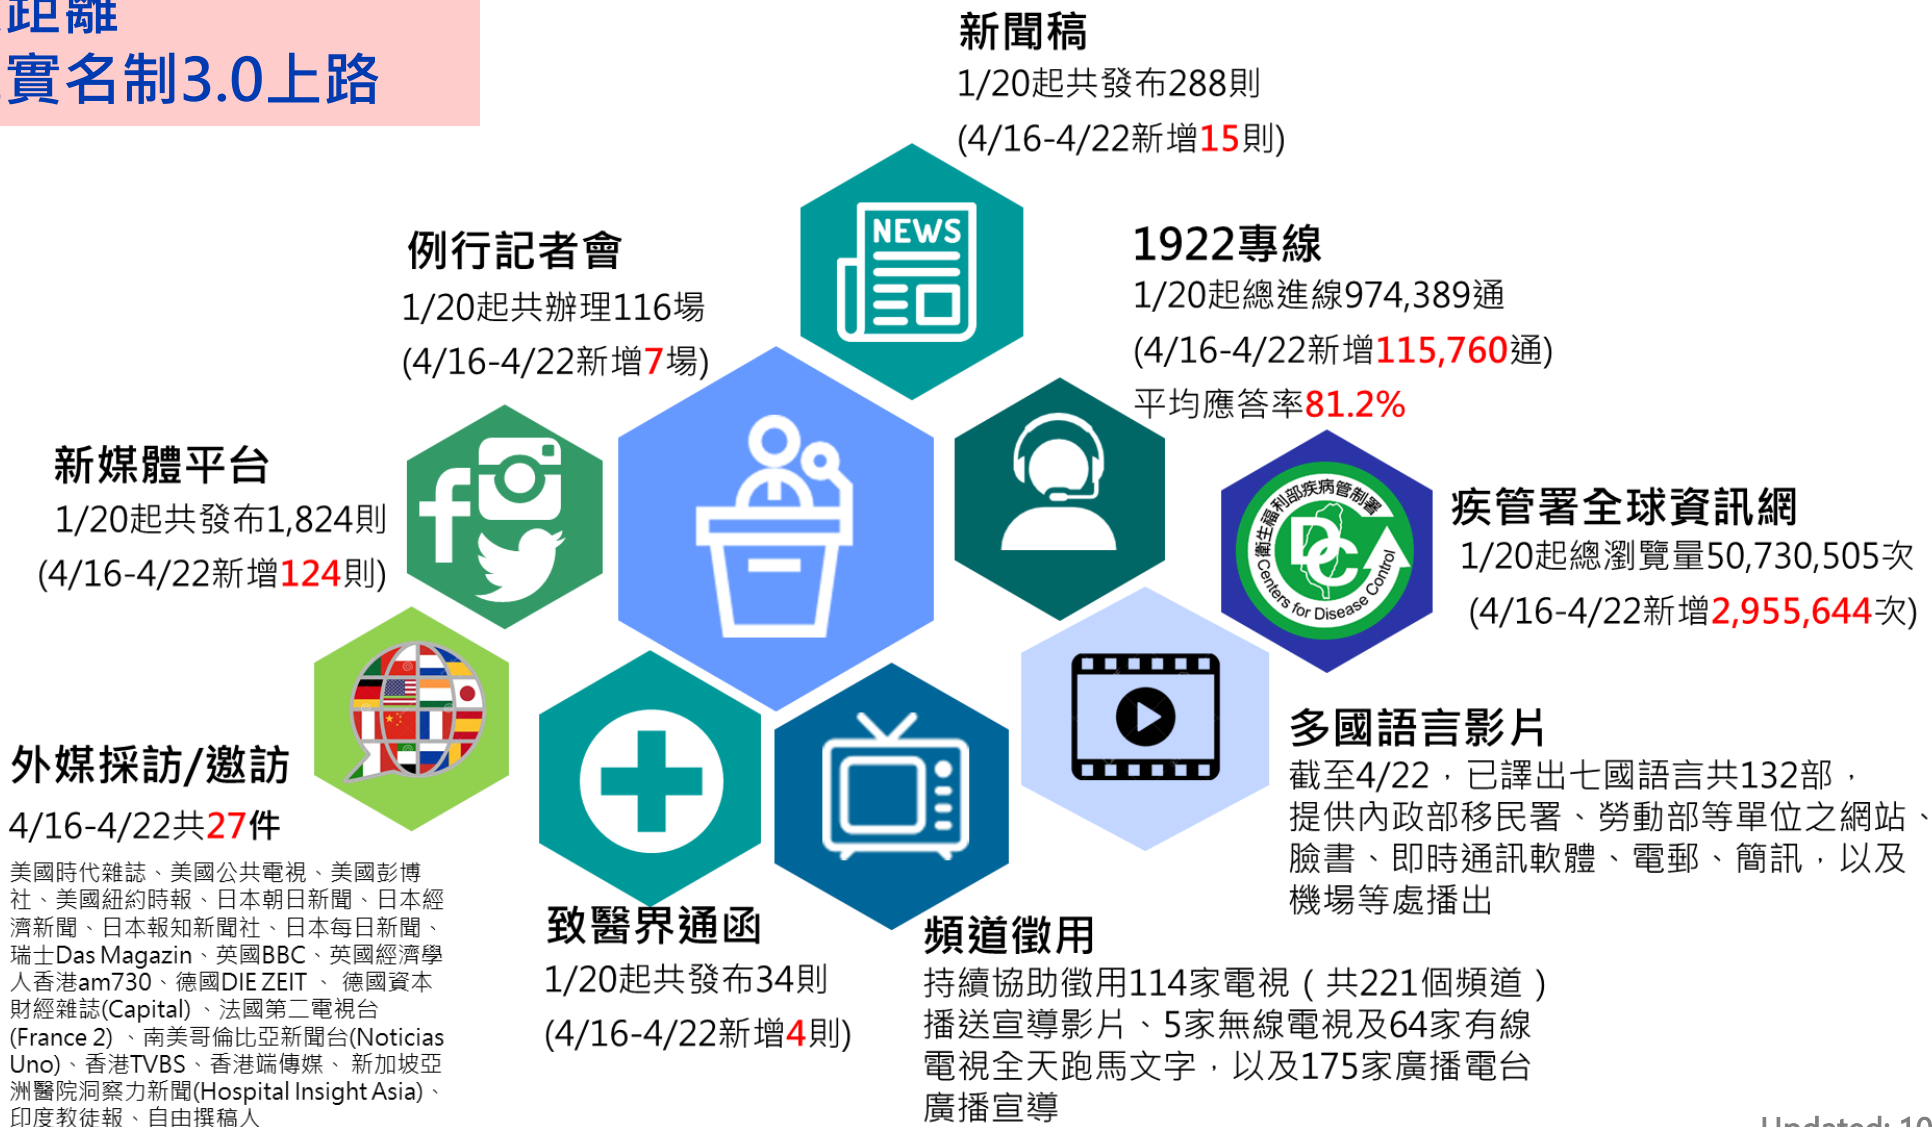 距離
實名制3.0上路
新聞稿
1/20起共發布288則
(4/16-4/22新增15則)
NEWS
例行記者會
1/20起共辦理116場
(4/16-4/22新增7場)
1922專線
1/20起總進線974,389通
(4/16-4/22新增115,760通)
平均應答率81.2%
新媒體平台
1/20起共發布1,824則
(4/16-4/22新增124則)
衛生福利部疾病管制署
Centers for Disease Control
疾管署全球資訊網
1/20起總瀏覽量50,730,505次
(4/16-4/22新增2,955,644次)
外媒採訪/邀訪
4/16-4/22共27件
美國時代雜誌、美國公共電視、美國彭博
社、美國紐約時報、日本朝日新聞、日本經
濟新聞、日本報知新聞社、日本每日新聞、
瑞士Das Magazin、英國BBC、英國經濟學
人香港am730、德國DIE ZEIT 、 德國資本
財經雜誌(Capital) 、法國第二電視台
(France 2) 、南美哥倫比亞新聞台(Noticias
Uno)、香港TVBS、香港端傳媒、 新加坡亞
洲醫院洞察力新聞(Hospital Insight Asia)、
印度教徒報、自由撰稿人
致醫界通函
1/20起共發布34則
(4/16-4/22新增4則)
頻道徵用
持續協助徵用114家電視（共221個頻道）
播送宣導影片、5家無線電視及64家有線
電視全天跑馬文字，以及175家廣播電台
廣播宣導
多國語言影片
截至4/22，已譯出七國語言共132部，
提供內政部移民署、勞動部等單位之網站、
臉書、即時通訊軟體、電郵、簡訊，以及
機場等處播出
Updated: 10